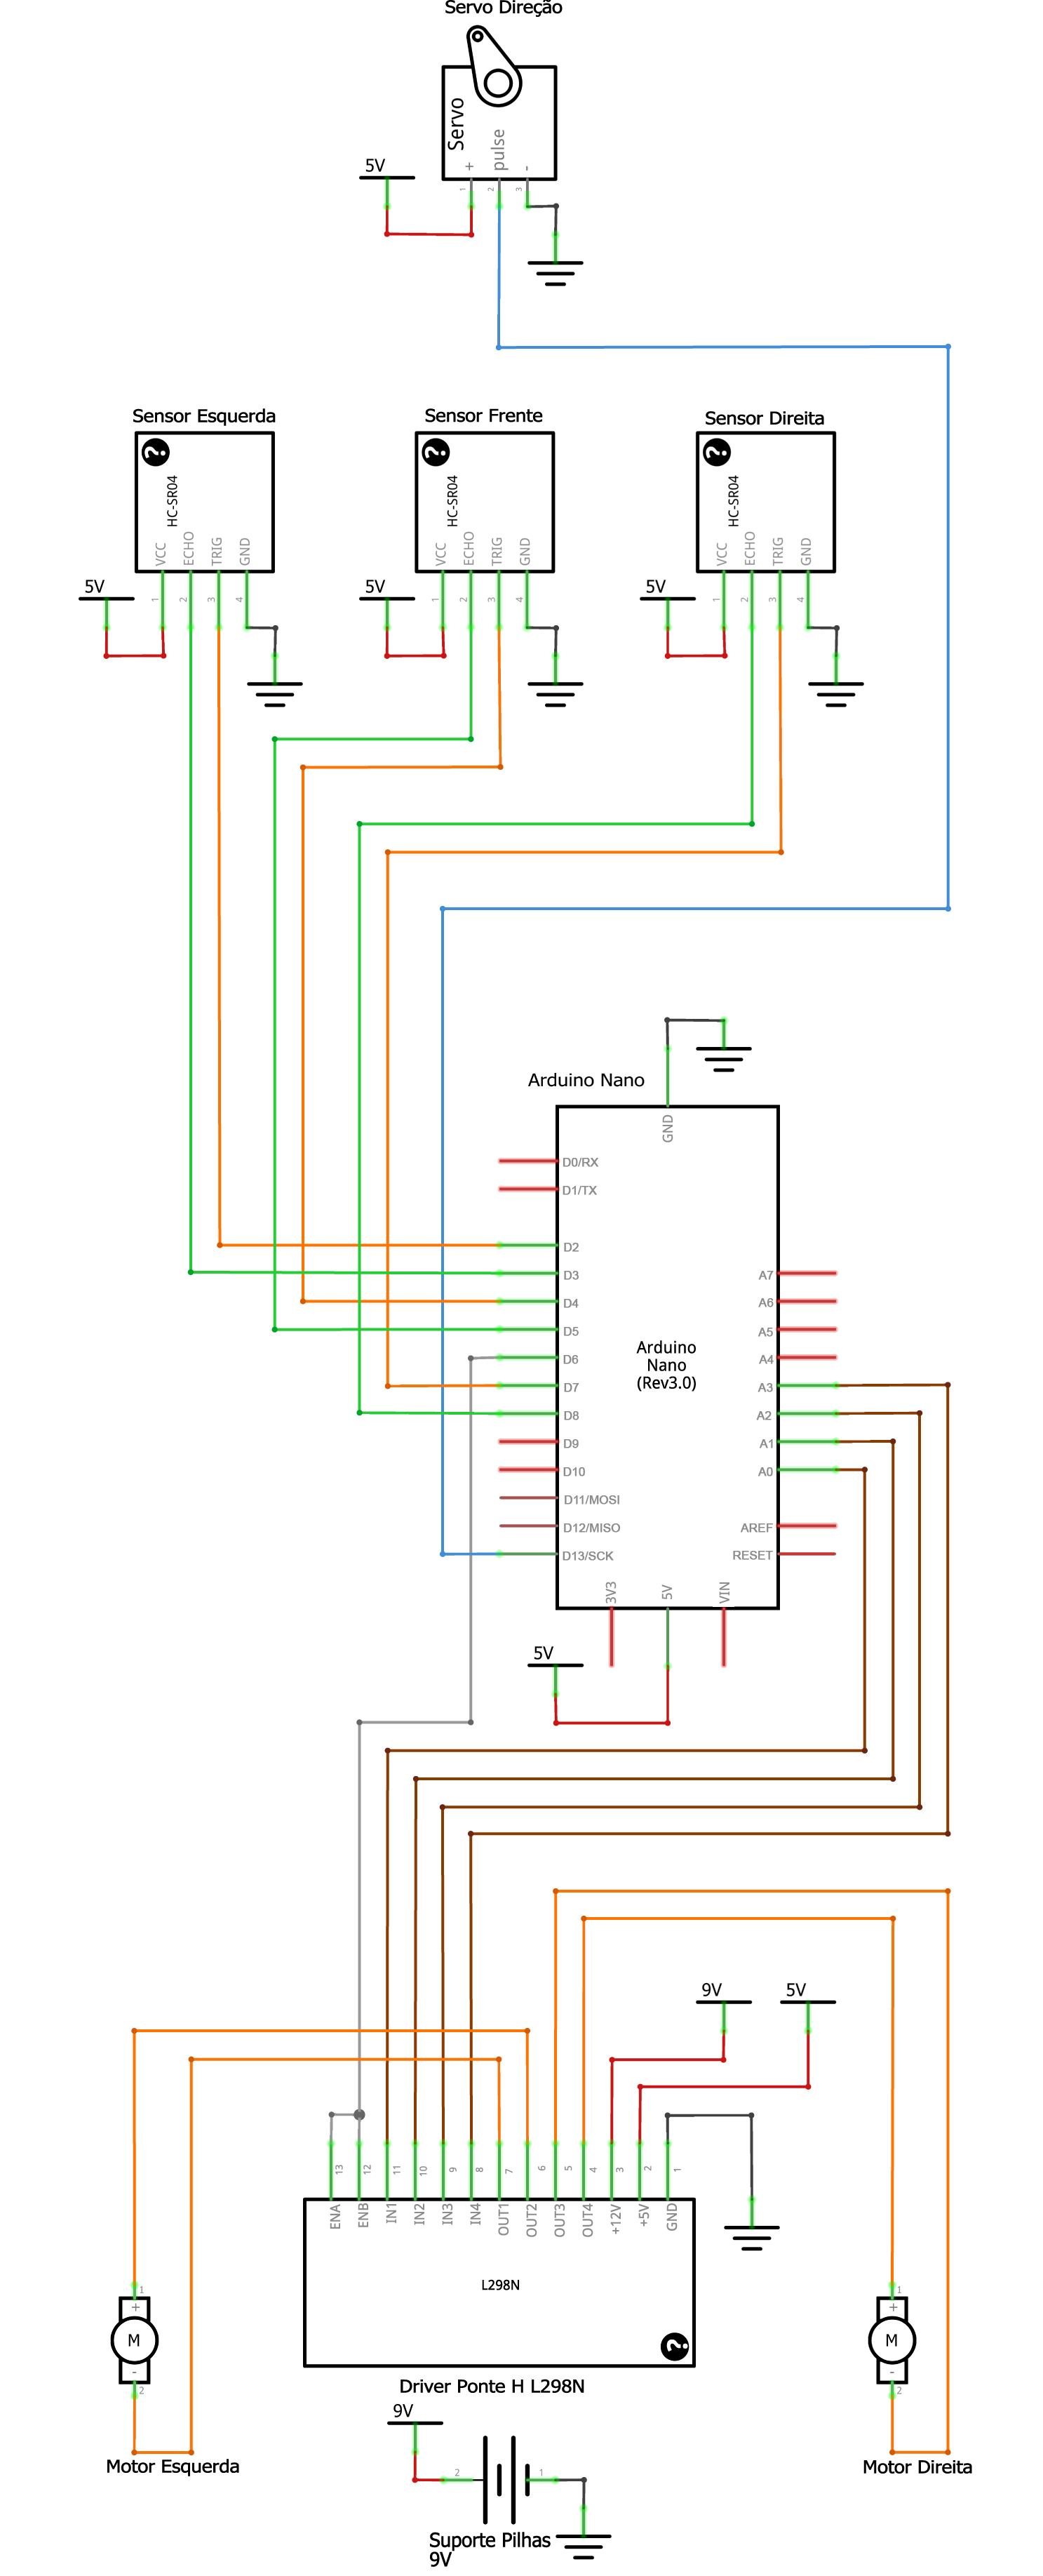 Servo Direção
Servo
+
pulse
-
1
2
3
5V
Sensor Esquerda
HC-SR04
VCC
ECHO
TRIG
GND
1
2
3
4
5V
Sensor Frente
HC-SR04
VCC
ECHO
TRIG
GND
1
2
3
4
5V
Sensor Direita
HC-SR04
VCC
ECHO
TRIG
GND
1
2
3
4
5V
Arduino Nano
GND
D0/RX
D1/TX
D2
D3
D4
D5
D6
D7
D8
D9
D10
D11/MOSI
D12/MISO
D13/SCK
Arduino
Nano
(Rev3.0)
A7
A6
A5
A4
A3
A2
A1
A0
AREF
RESET
3V3
5V
VIN
5V
9V
5V
13
12
11
10
9
8
7
6
5
4
3
2
1
ENA
ENB
IN1
IN2
IN3
IN4
OUT1
OUT2
OUT3
OUT4
+12V
+5V
GND
L298N
Driver Ponte H L298N
1
+
M
-
2
Motor Esquerda
1
+
M
-
2
Motor Direita
9V
2
1
Suporte Pilhas
9V